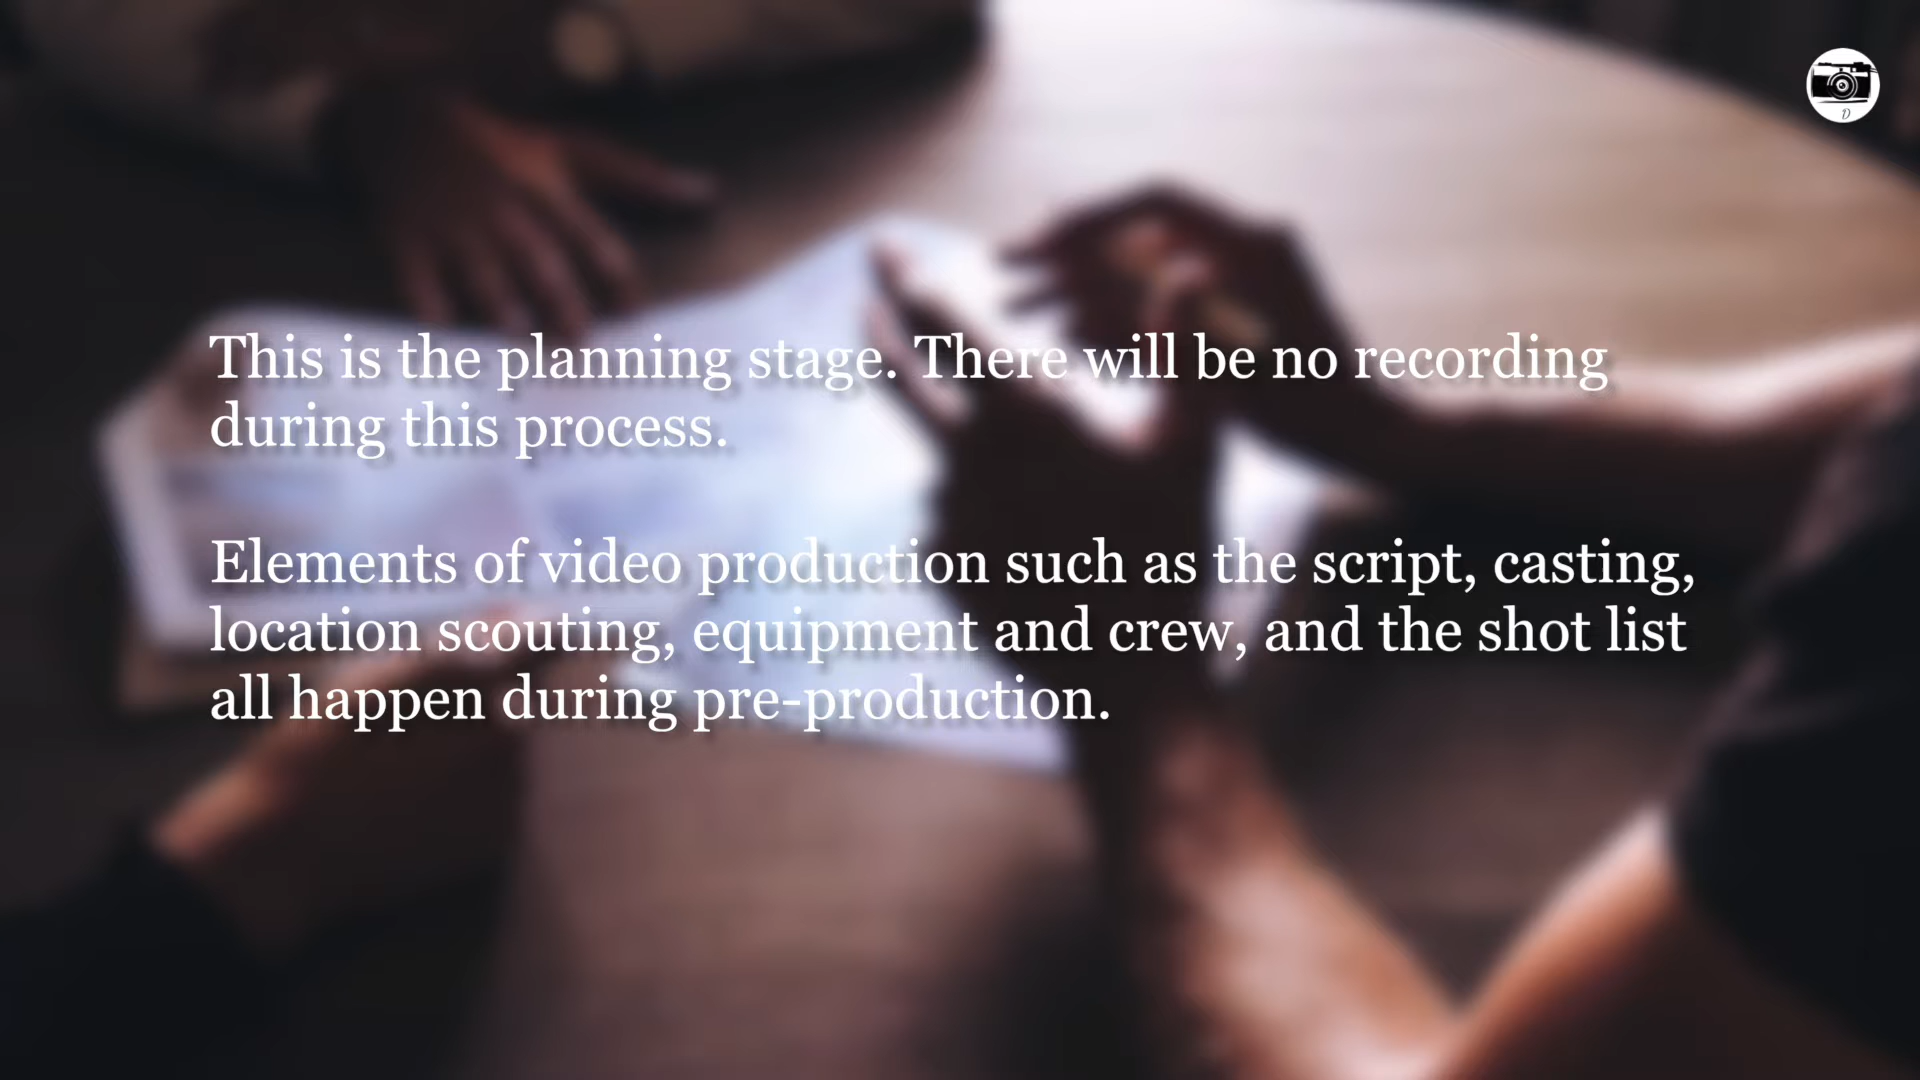 This is the planning stage. There will be no recording
during this process.
Elements of video production such as the script, casting,
location scouting, equipment and crew, and the shot list
all happen during pre-production.
D